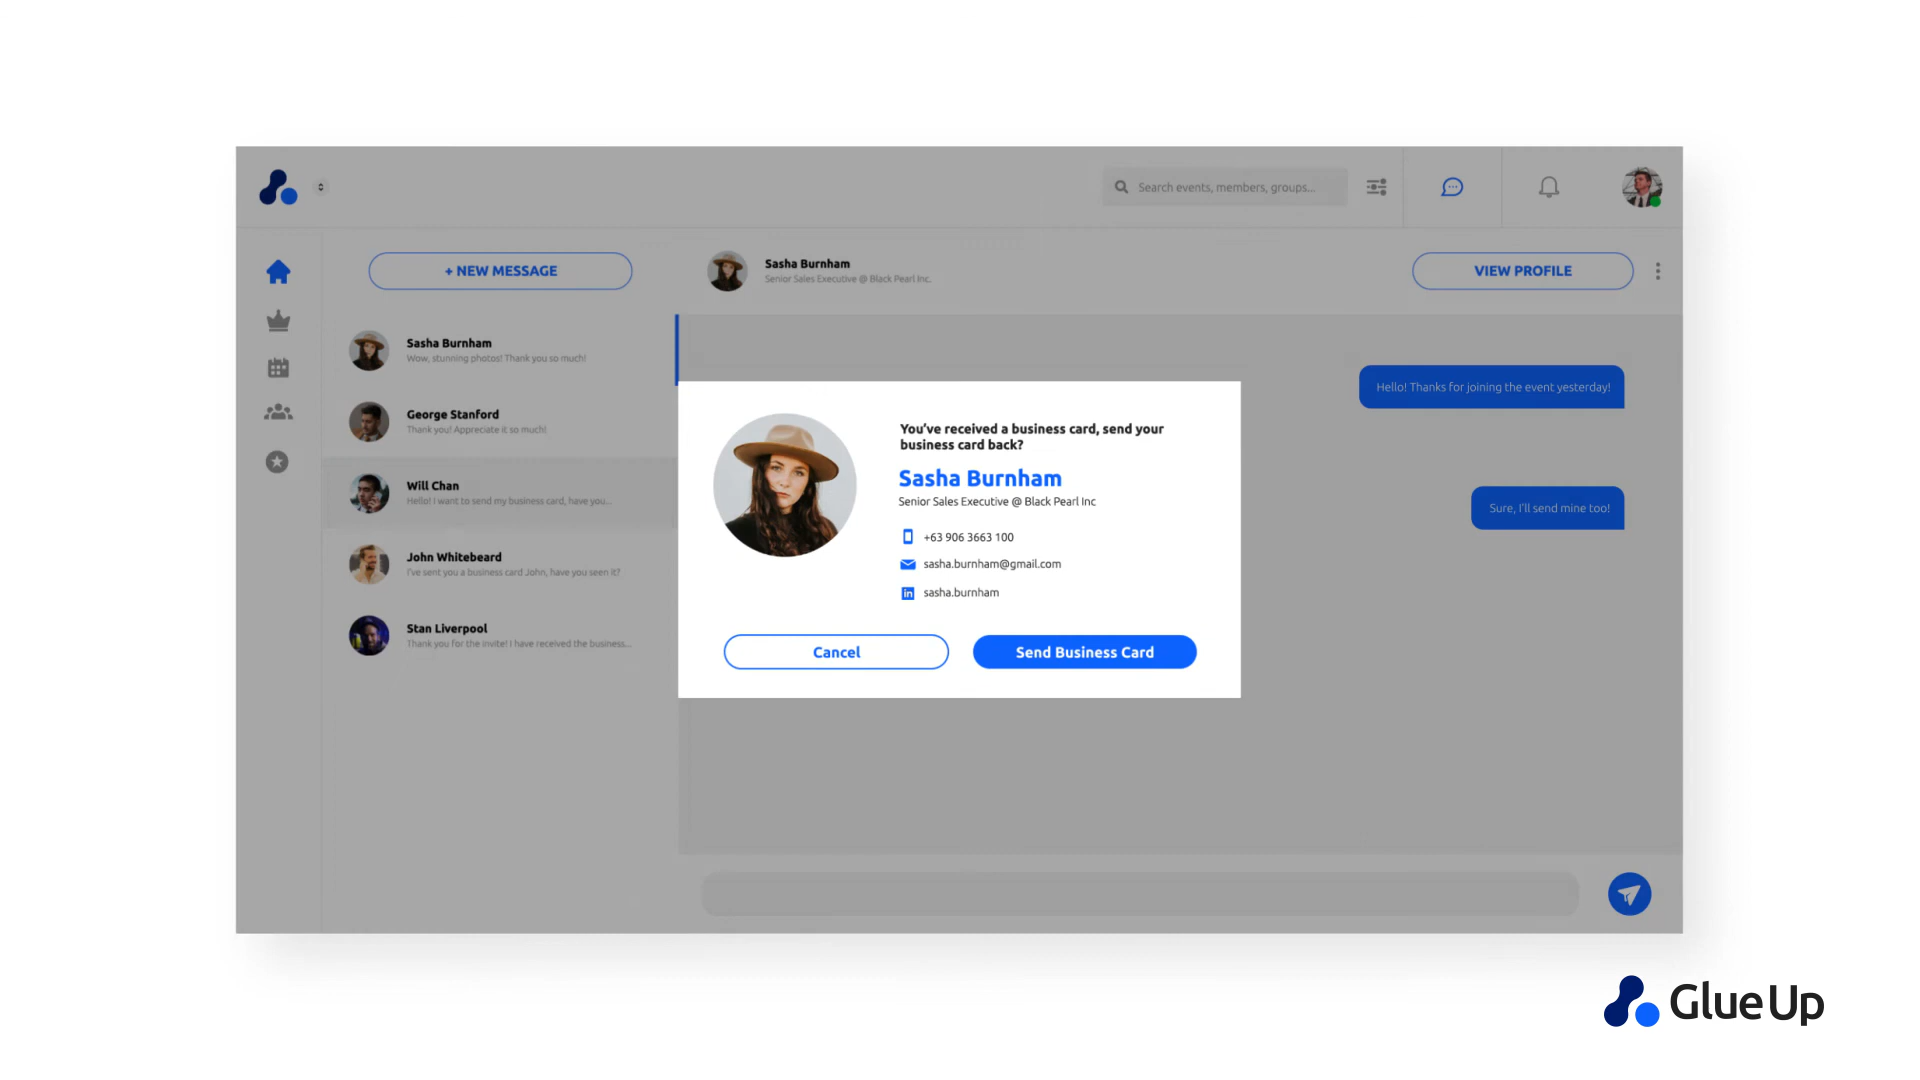 Search events, members, groups...
+ NEW MESSAGE
Sasha Burnham
Senior Sales Executive @ Black Pearl Inc.
VIEW PROFILE
Sasha Burnham
Wow, stunning photos! Thank you so much!
George Stanford
Thank you! Appreciate it so much!
Will Chan
Hello! I want to send my business card, have you...
John Whitebeard
I've sent you a business card John, have you seen it?
Stan Liverpool
Thank you for the invite! I have received the business...
Hello! Thanks for joining the event yesterday!
Sure, I'll send mine too!
You've received a business card, send your
business card back?
Sasha Burnham
Senior Sales Executive @ Black Pearl Inc
+63 906 3663 100
sasha.burnham@gmail.com
in
sasha.burnham
Cancel
Send Business Card
Glue Up